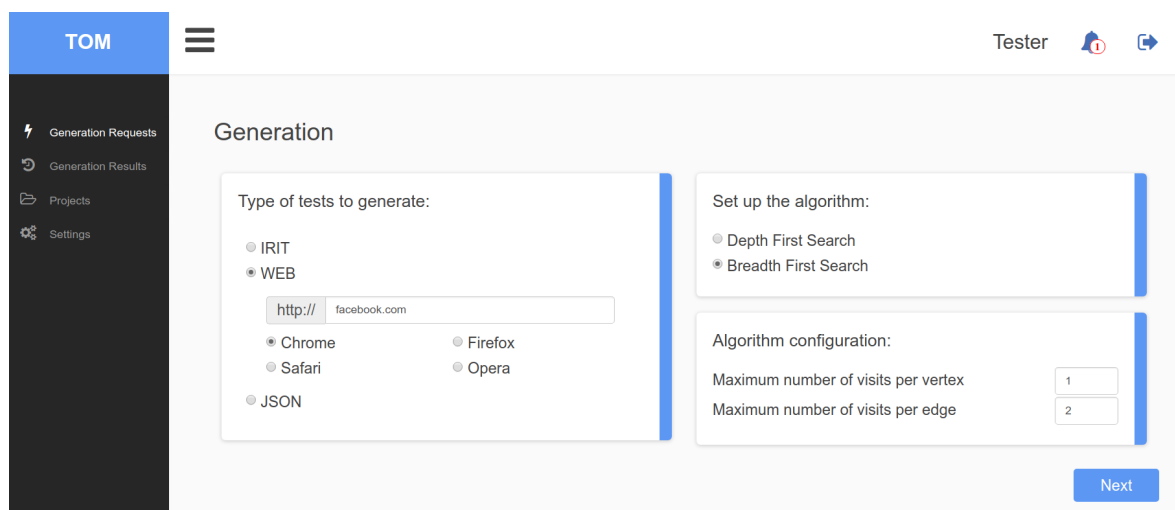 TOM
Tester
1
Generation Requests
Generation Results
Projects
Settings
Generation
Type of tests to generate:
IRIT
WEB
http:// facebook.com
Chrome Firefox
Safari Opera
JSON
Set up the algorithm:
Depth First Search
Breadth First Search
Algorithm configuration:
Maximum number of visits per vertex 1
Maximum number of visits per edge 2
Next